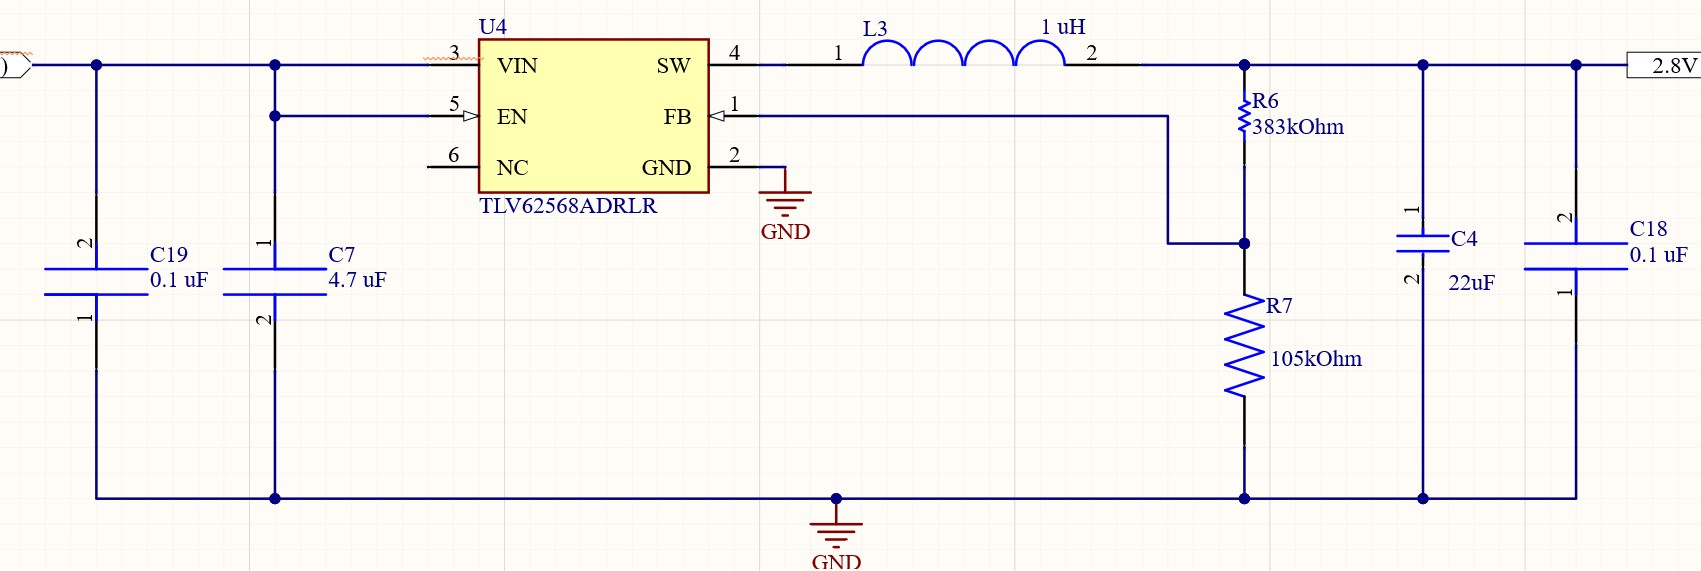 U4
L3
1 uH
)
3
VIN
SW
4
1
2
2.8V
5
EN
FB
1
R6
383kOhm
6
NC
GND
2
TLV62568ADRLR
GND
2
C19
0.1 uF
1
1
C7
4.7 uF
2
R7
105kOhm
1
C4
2
22uF
2
C18
0.1 uF
1
GND